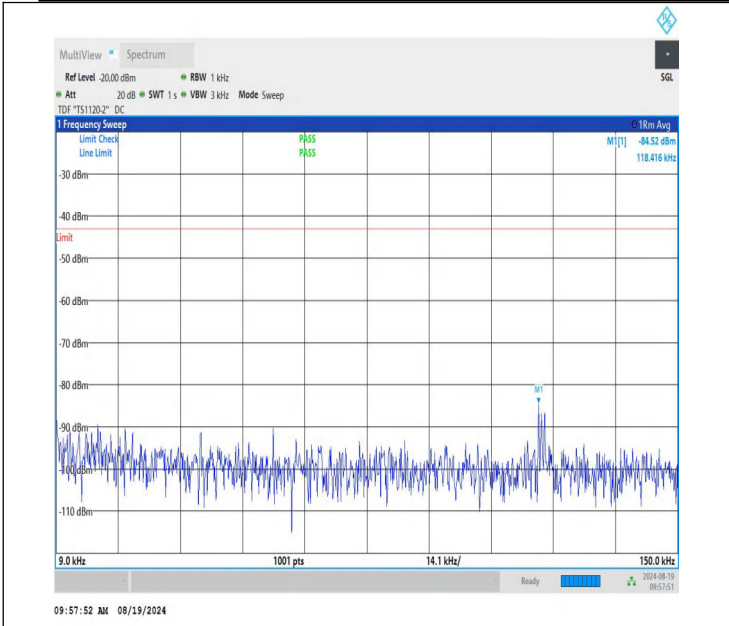 MultiView Spectrum
Ref Level -20.00 dBm RBW 1 kHz SGL
Att 20 dB SWT 1 s VBW 3 kHz Mode Sweep
TDF "TS1120-2" DC
1 Frequency Sweep 1Rm Avg
Limit Check PASS M1[1] -84.52 dBm
Line Limit PASS 118.416 kHz
-30 dBm
-40 dBm
Limit
-50 dBm
-60 dBm
-70 dBm
-80 dBm
M1
-90 dBm
-100 dBm
-110 dBm
9.0 kHz 1001 pts 14.1 kHz/ 150.0 kHz
Ready 2024-08-19
09:57:51
09:57:52 AM 08/19/2024